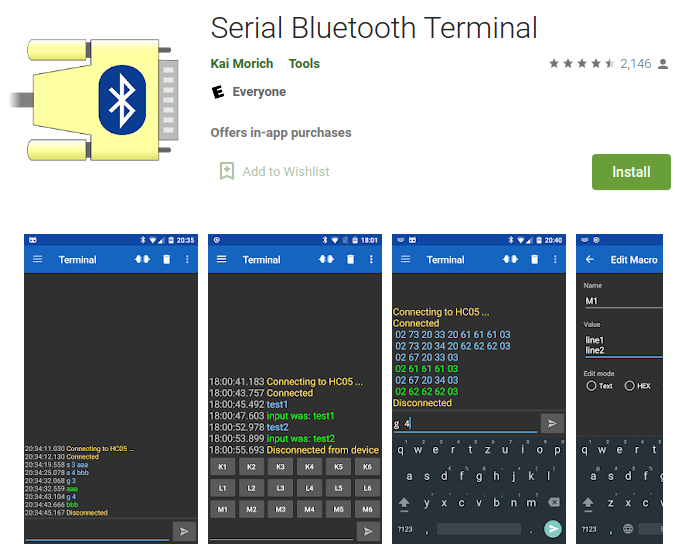 Serial Bluetooth Terminal
Kai Morich Tools 2,146
E Everyone
Offers in-app purchases
Add to Wishlist
Install
20:35
Terminal
20:34:11.030 Connecting to HC05 ...
20:34:12.130 Connected
20:34:19.558 s 3 aaa
20:34:25.078 s 4 bbb
20:34:32.068 g 3
20:34:32.559 aaa
20:34:43.104 g 4
20:34:43.666 bbb
20:34:45.167 Disconnected
18:01
Terminal
18:00:41.183 Connecting to HC05 ...
18:00:43.757 Connected
18:00:45.492 test1
18:00:47.603 input was: test1
18:00:52.978 test2
18:00:53.899 input was: test2
18:00:55.693 Disconnected from device
K1 K2 K3 K4 K5 K6
L1 L2 L3 L4 L5 L6
M1 M2 M3 M4 M5 M6
20:40
Terminal
Connecting to HC05 ...
Connected
02 73 20 33 20 61 61 61 03
02 73 20 34 20 62 62 62 03
02 67 20 33 03
02 61 61 61 03
02 67 20 34 03
02 62 62 62 03
Disconnected
g 4
q w e r t z u i o p
a s d f g h j k l
y x c v b n m
?123 , .
Edit Macro
Name
M1
Value
line1
line2
Edit mode
Text HEX
q w e r t
a s d f g
y x c
?123 ,